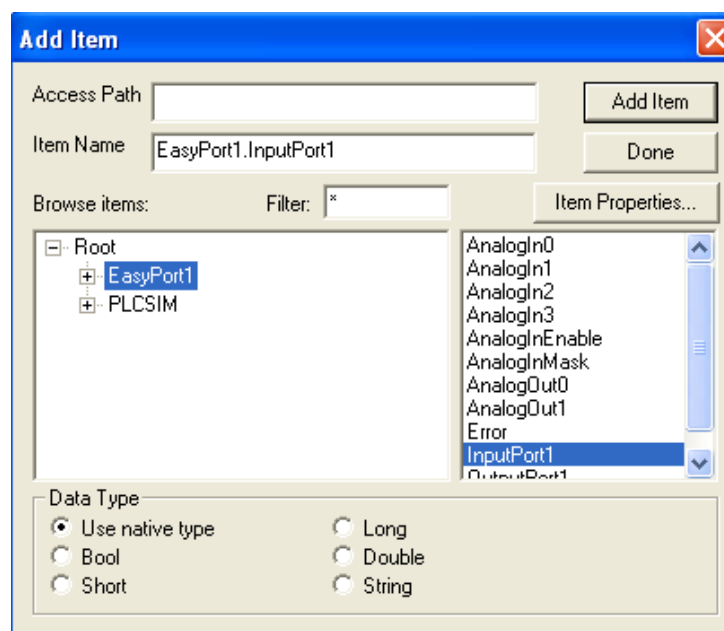 Add Item
Access Path
Add Item
Item Name
EasyPort1.InputPort1
Done
Browse items:
Filter:
*
Item Properties...
Root
EasyPort1
PLCSIM
AnalogIn0
AnalogIn1
AnalogIn2
AnalogIn3
AnalogInEnable
AnalogInMask
AnalogOut0
AnalogOut1
Error
InputPort1
OutputPort1
Data Type
Use native type
Long
Bool
Double
Short
String